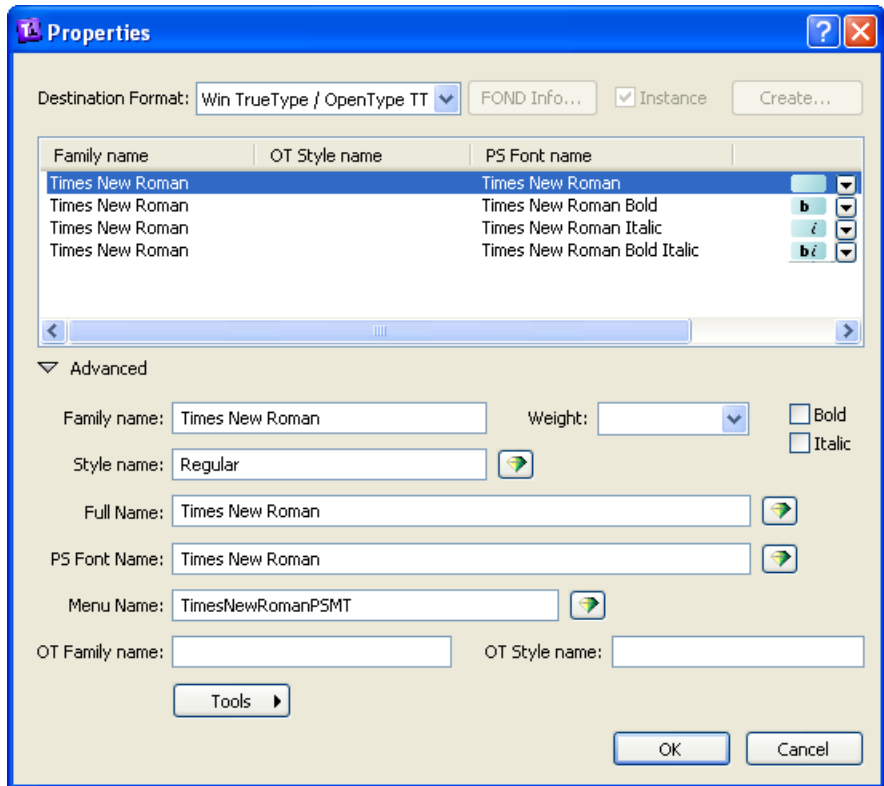 Properties
Destination Format: Win TrueType / OpenType TT FOND Info... Instance Create...
Family name OT Style name PS Font name
Times New Roman Times New Roman
Times New Roman Times New Roman Bold b
Times New Roman Times New Roman Italic i
Times New Roman Times New Roman Bold Italic bi
Advanced
Family name: Times New Roman Weight: Bold
Italic
Style name: Regular
Full Name: Times New Roman
PS Font Name: Times New Roman
Menu Name: TimesNewRomanPSMT
OT Family name: OT Style name:
Tools
OK Cancel